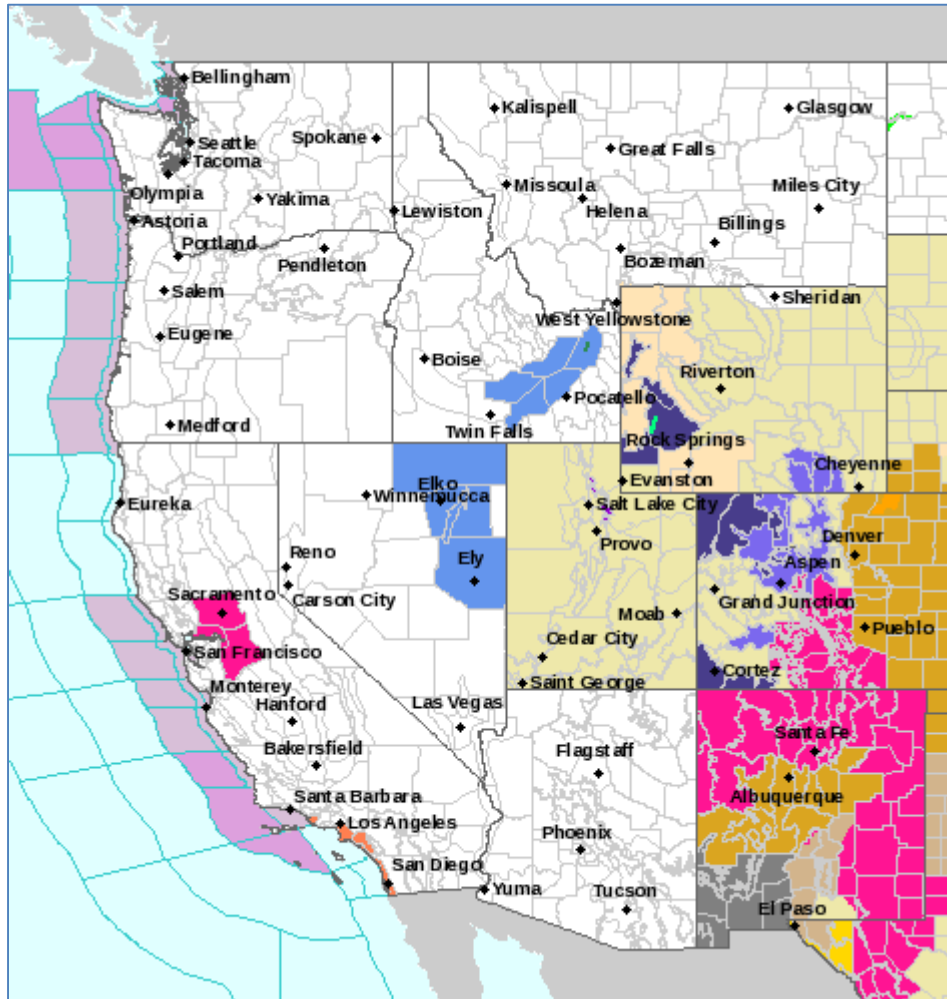 Bellingham
Kalispell
Glasgow
Seattle
Spokane
Great Falls
Tacoma
Olympia
Missoula
Miles City
Yakima
Helena
Lewiston
Astoria
Billings
Portland
Pendleton
Bozeman
Salem
Sheridan
West Yellowstone
Eugene
Boise
Riverton
Pocatello
Medford
Twin Falls
Rock Springs
Cheyenne
Evanston
Elko
Winnemucca
Eureka
Salt Lake City
Provo
Denver
Reno
Ely
Aspen
Sacramento
Carson City
Moab
Grand Junction
Pueblo
San Francisco
Cedar City
Cortez
Saint George
Monterey
Hanford
Las Vegas
Santa Fe
Bakersfield
Flagstaff
Albuquerque
Santa Barbara
Los Angeles
Phoenix
San Diego
Yuma
Tucson
El Paso